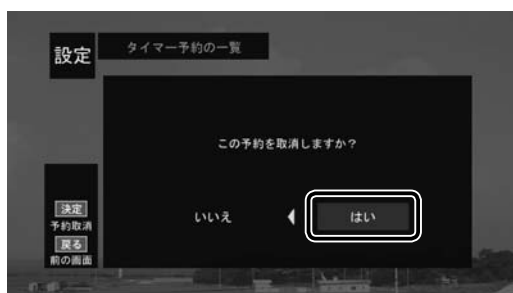 設定
タイマー予約の一覧
この予約を取消しますか？
いいえ
はい
決定
予約取消
戻る
前の画面